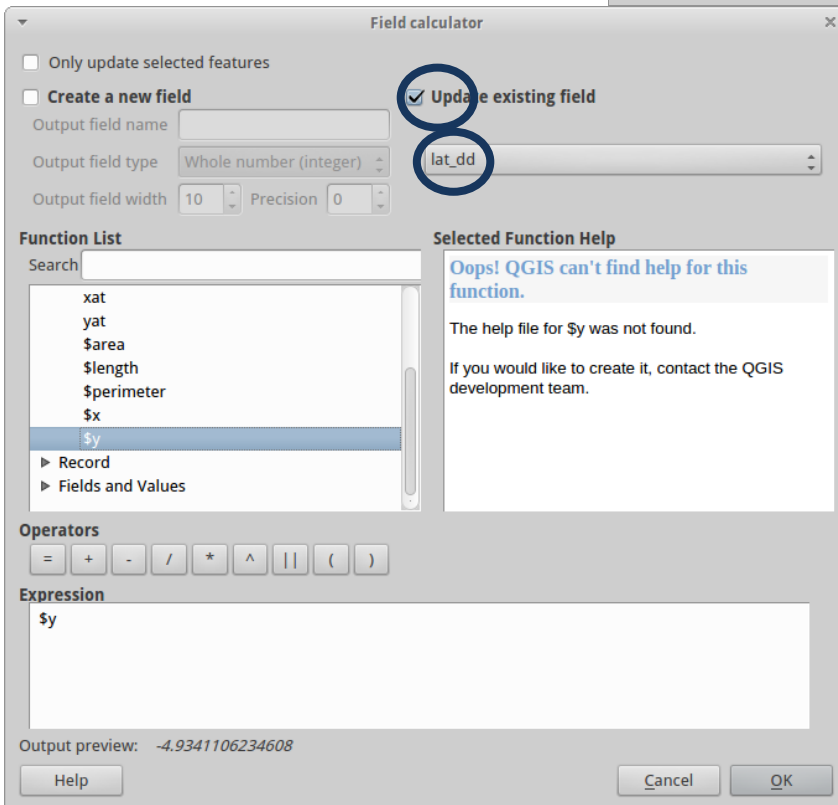 Field calculator
Only update selected features
Create a new field
Update existing field
Output field name
Output field type Whole number (integer)
lat_dd
Output field width 10 Precision 0
Function List
Selected Function Help
Search
Oops! QGIS can't find help for this
function.
The help file for $y was not found.
If you would like to create it, contact the QGIS
development team.
xat
yat
$area
$length
$perimeter
$x
$y
Record
Fields and Values
Operators
= + - / * ^ || ( )
Expression
$y
Output preview: -4.9341106234608
Help
Cancel
OK